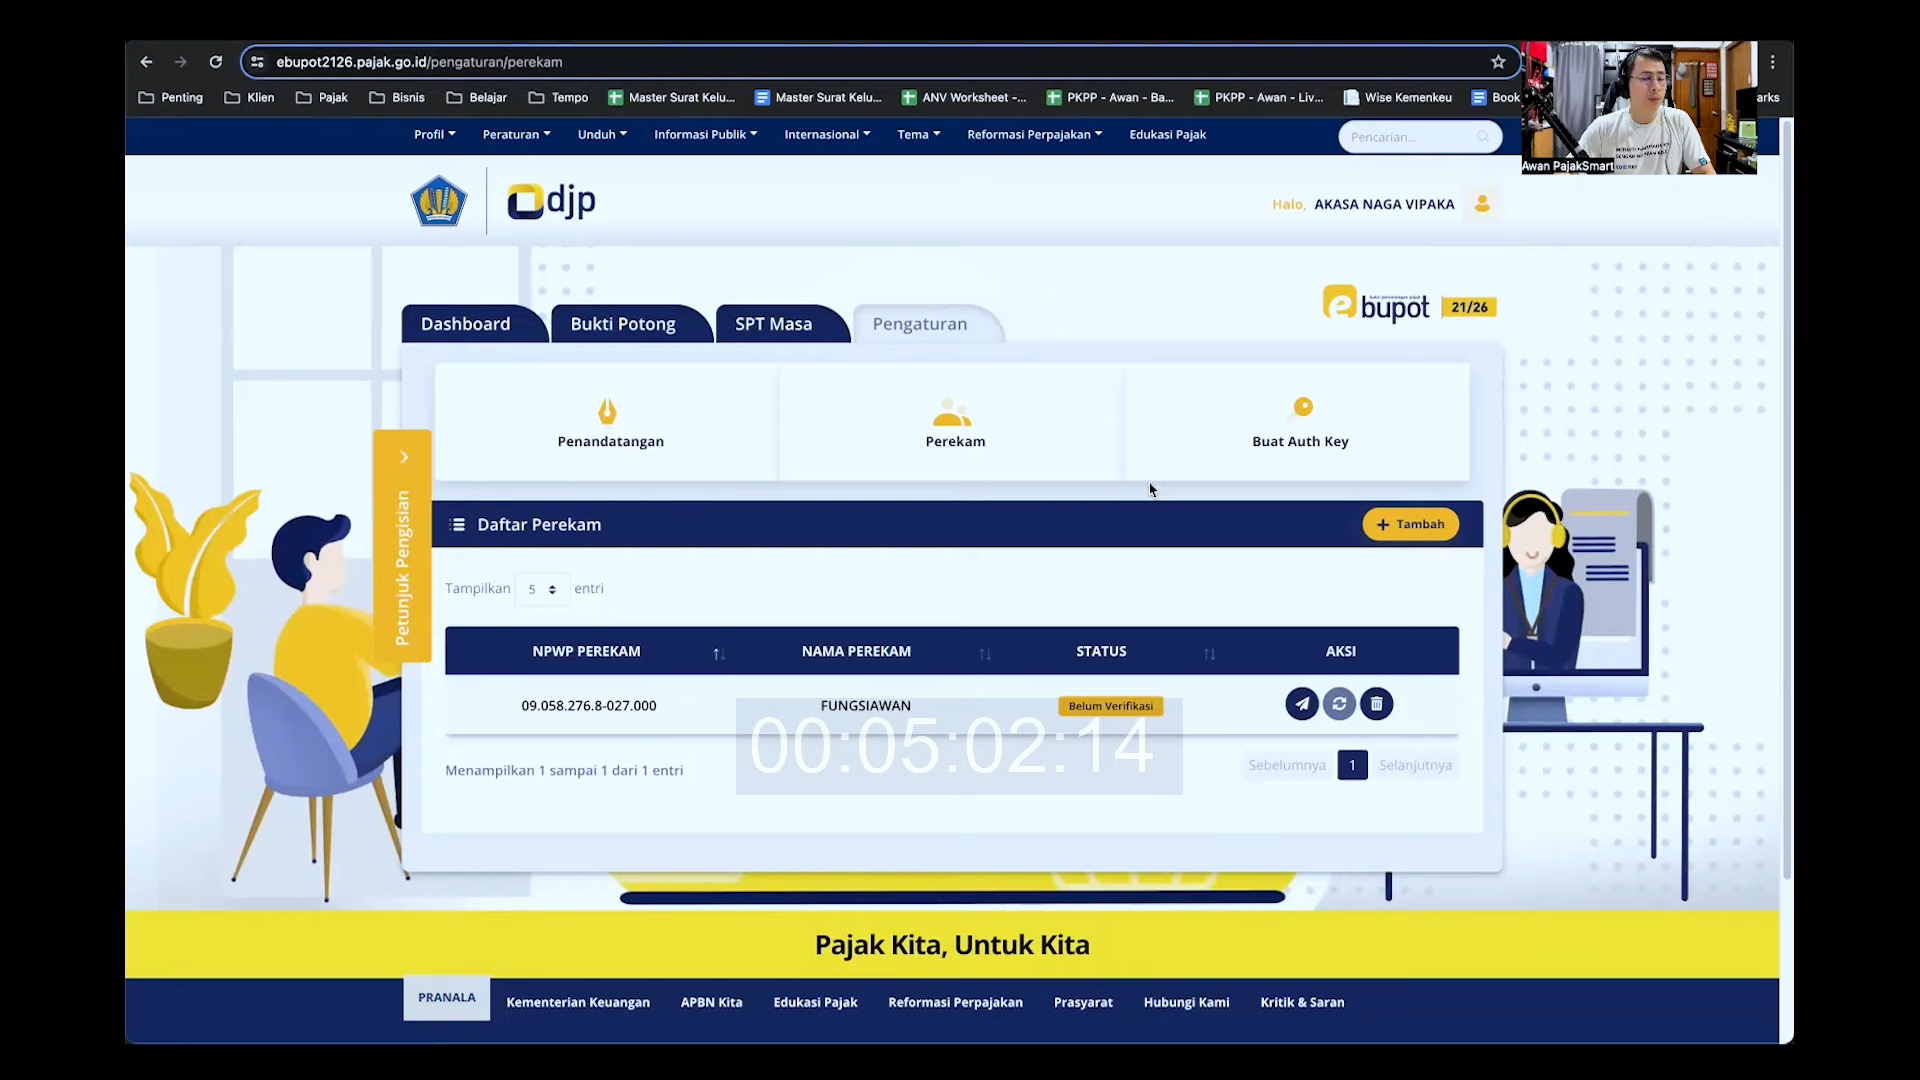 ebupot2126.pajak.go.id/pengaturan/perekam
Penting Klien Pajak Bisnis Belajar Tempo Master Surat Kelu... Master Surat Kelu... ANV Worksheet -... PKPP - Awan - Ba... PKPP - Awan - Liv... Wise Kemenkeu Book arks
Profil Peraturan Unduh Informasi Publik Internasional Tema Reformasi Perpajakan Edukasi Pajak Pencarian...
Awan PajakSmart
djp
Halo, AKASA NAGA VIPAKA
ebupot 21/26
Dashboard Bukti Potong SPT Masa Pengaturan
Penandatangan Perekam Buat Auth Key
Petunjuk Pengisian
Daftar Perekam + Tambah
Tampilkan 5 entri
NPWP PEREKAM NAMA PEREKAM STATUS AKSI
09.058.276.8-027.000 FUNGSIAWAN Belum Verifikasi
00:05:02:14
Menampilkan 1 sampai 1 dari 1 entri Sebelumnya 1 Selanjutnya
Pajak Kita, Untuk Kita
PRANALA Kementerian Keuangan APBN Kita Edukasi Pajak Reformasi Perpajakan Prasyarat Hubungi Kami Kritik & Saran